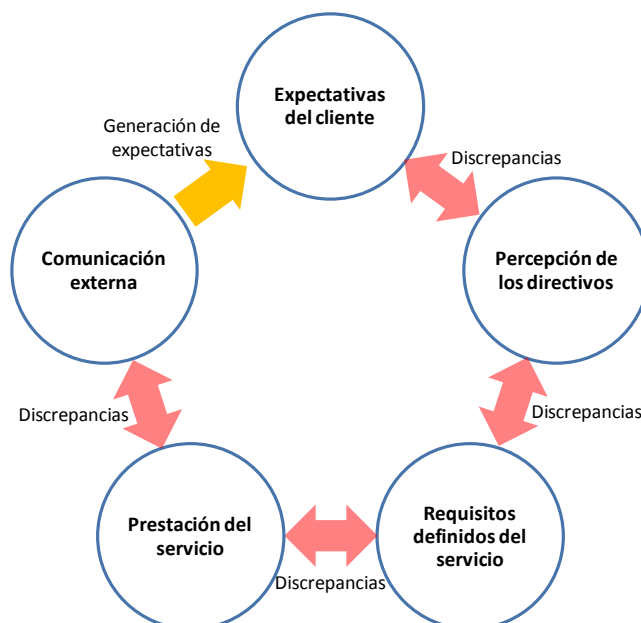 Expectativas
del cliente
Generación de
expectativas
Discrepancias
Comunicación
externa
Percepción de
los directivos
Discrepancias
Discrepancias
Prestación del
servicio
Requisitos
definidos del
servicio
Discrepancias